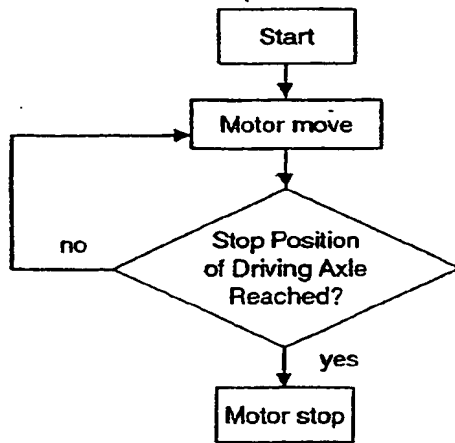 Start
Motor move
no
Stop Position
of Driving Axle
Reached?
yes
Motor stop